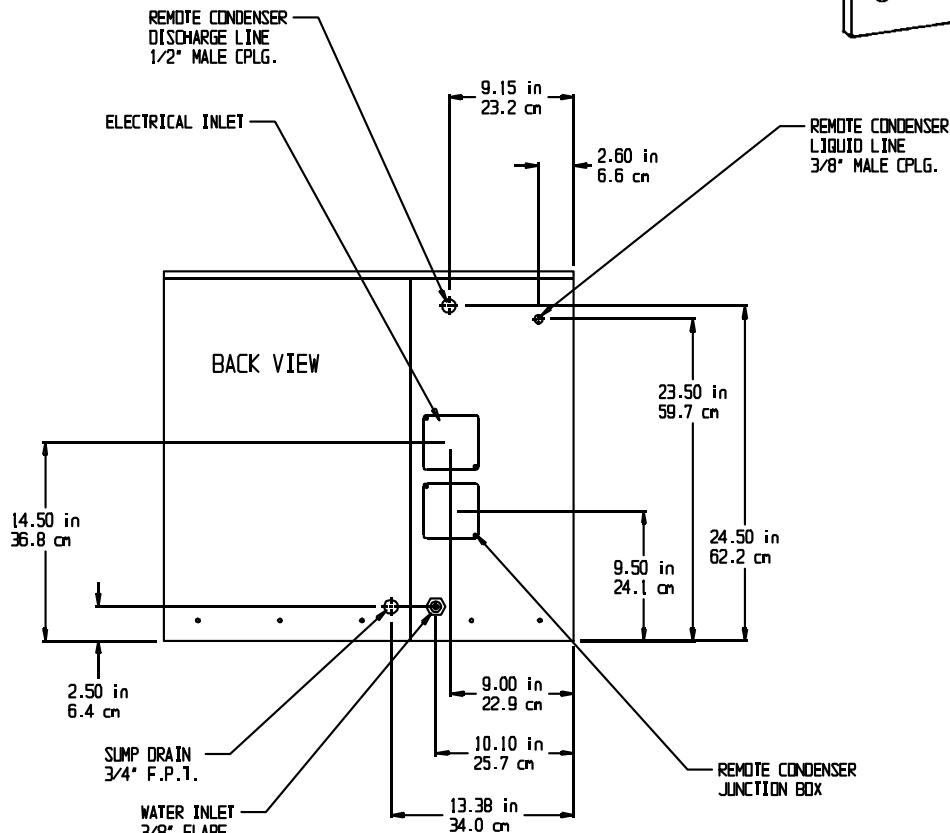 REMOTE CONDENSER
DISCHARGE LINE
1/2" MALE CPLG.
9.15 in
23.2 cm
ELECTRICAL INLET
REMOTE CONDENSER
LIQUID LINE
3/8" MALE CPLG.
2.60 in
6.6 cm
BACK VIEW
23.50 in
59.7 cm
14.50 in
36.8 cm
24.50 in
62.2 cm
9.50 in
24.1 cm
2.50 in
6.4 cm
9.00 in
22.9 cm
SUMP DRAIN
3/4" F.P.T.
10.10 in
25.7 cm
REMOTE CONDENSER
JUNCTION BOX
WATER INLET
3/8" FLARE
13.38 in
34.0 cm